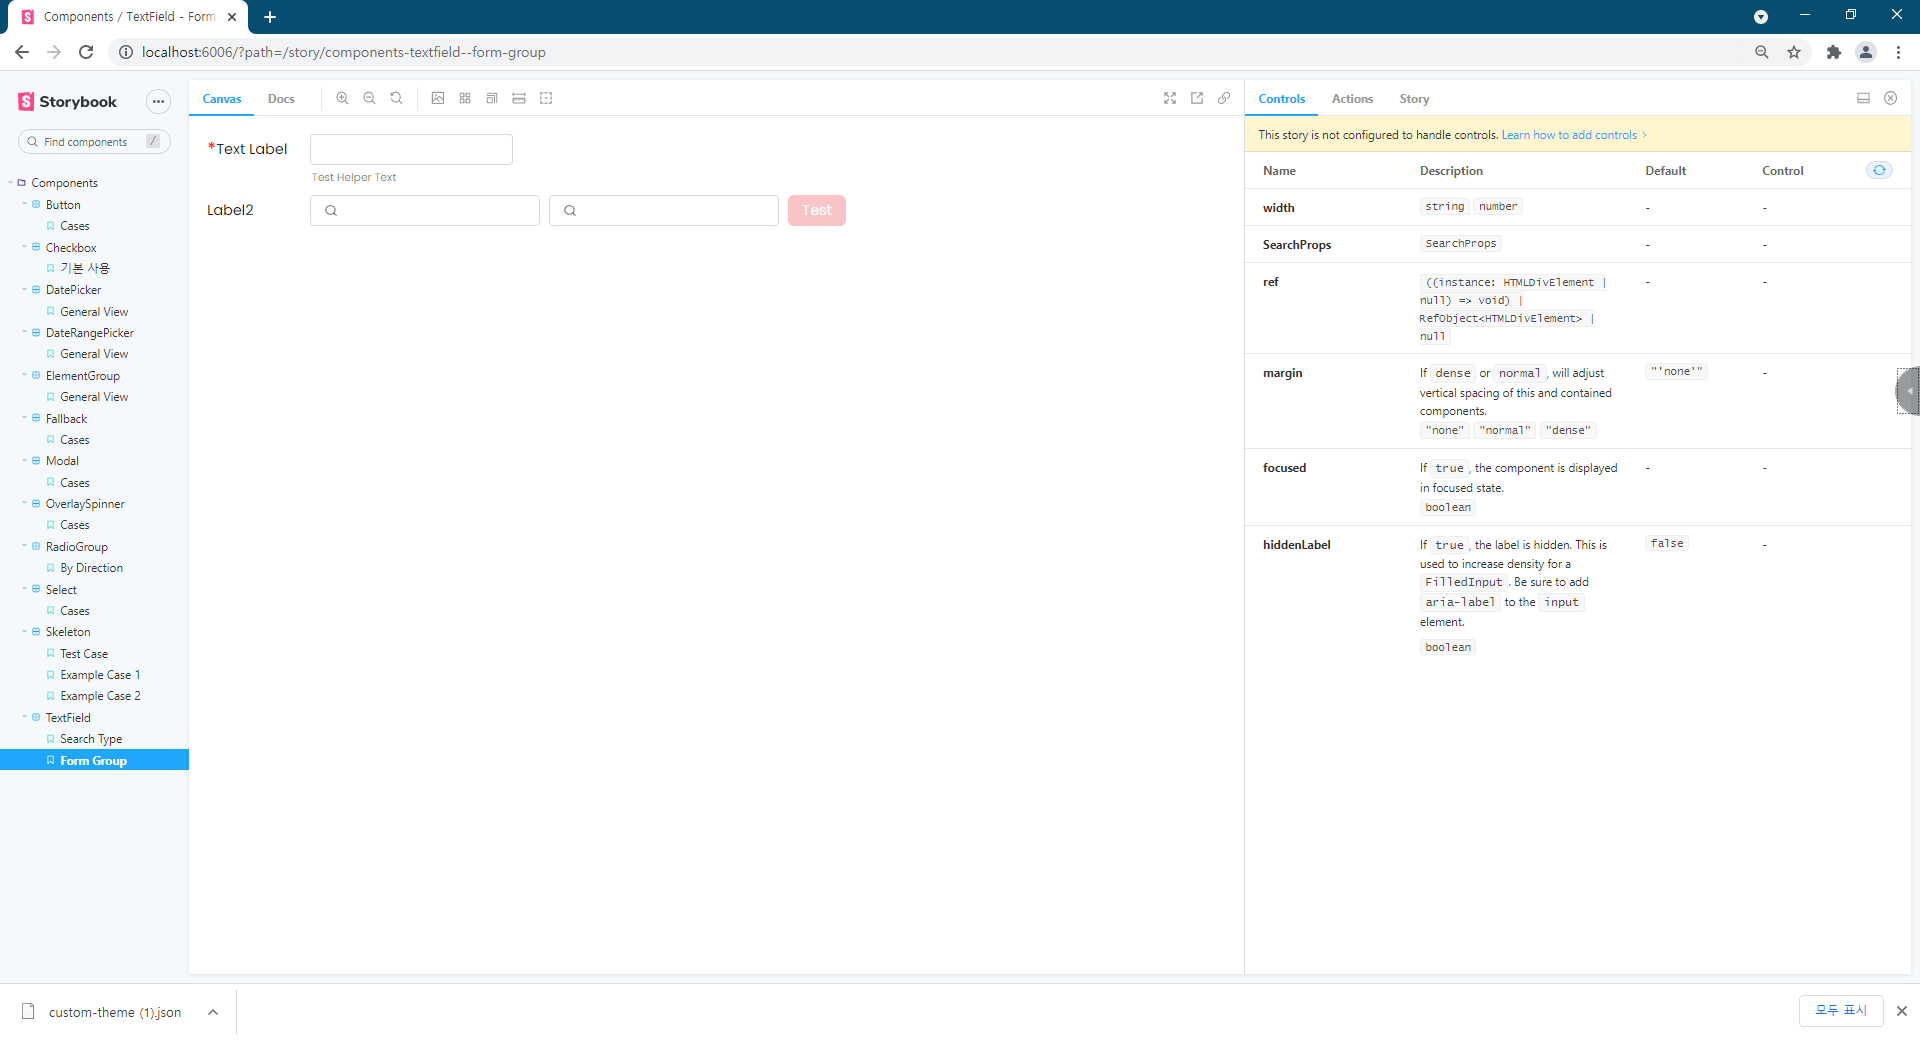 Components / TextField - Form
localhost:6006/?path=/story/components-textfield--form-group
Storybook
Find components /
Components
Button
Cases
Checkbox
기본 사용
DatePicker
General View
DateRangePicker
General View
ElementGroup
General View
Fallback
Cases
Modal
Cases
OverlaySpinner
Cases
RadioGroup
By Direction
Select
Cases
Skeleton
Test Case
Example Case 1
Example Case 2
TextField
Search Type
Form Group
Canvas Docs
*Text Label
Test Helper Text
Label2
Test
Controls Actions Story
This story is not configured to handle controls. Learn how to add controls
Name Description Default Control
width string number - -
SearchProps SearchProps - -
ref ((instance: HTMLDivElement | - -
null) => void) |
RefObject<HTMLDivElement> |
null
margin If dense or normal , will adjust "'none'" -
vertical spacing of this and contained
components.
"none" "normal" "dense"
focused If true , the component is displayed - -
in focused state.
boolean
hiddenLabel If true , the label is hidden. This is false -
used to increase density for a
FilledInput . Be sure to add
aria-label to the input
element.
boolean
custom-theme (1).json
모두 표시